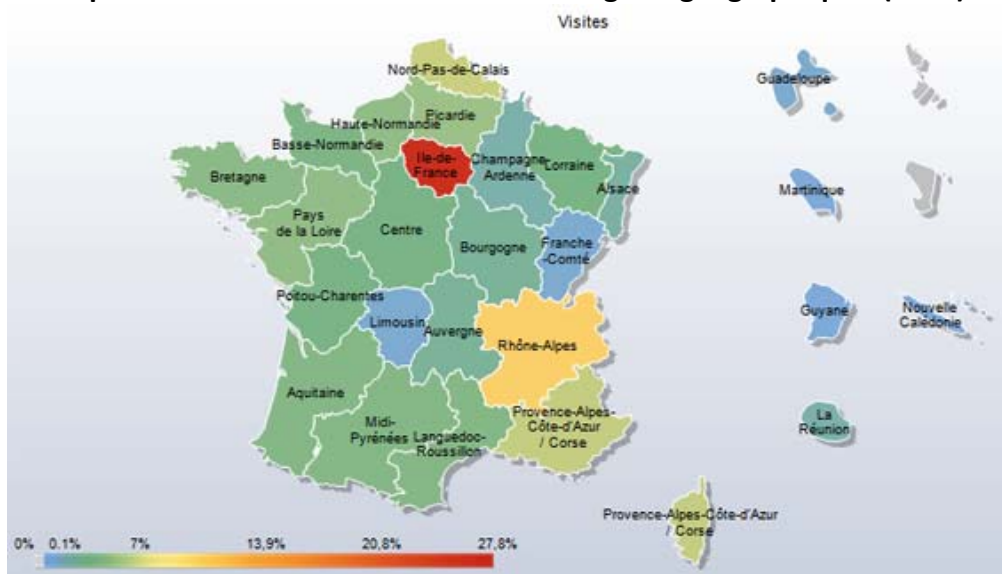 Visites
Nord-Pas-de-Calais
Picardie
Haute-Normandie
Basse-Normandie
Ile-de-
France
Champagne
Ardenne
Lorraine
Alsace
Bretagne
Pays
de la Loire
Centre
Bourgogne
Franche
-Comté
Poitou-Charentes
Limousin
Auvergne
Rhône-Alpes
Aquitaine
Midi-
Pyrénées
Languedoc-
Roussillon
Provence-Alpes-
Côte-d'Azur
/ Corse
Guadeloupe
Martinique
Guyane
Nouvelle
Calédonie
La
Réunion
Provence-Alpes-Côte-d'Azur
/ Corse
0% 0.1% 7% 13,9% 20,8% 27,8%